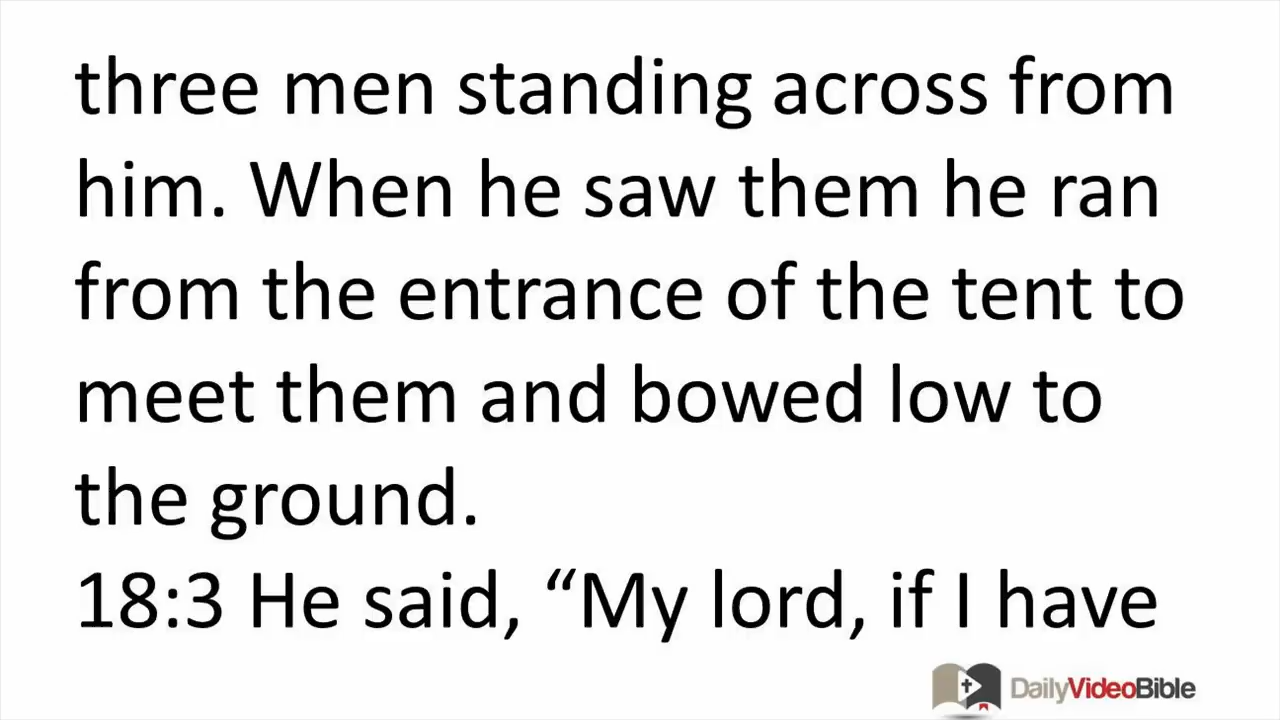 three men standing across from
him. When he saw them he ran
from the entrance of the tent to
meet them and bowed low to
the ground.
18:3 He said, “My lord, if I have
DailyVideoBible